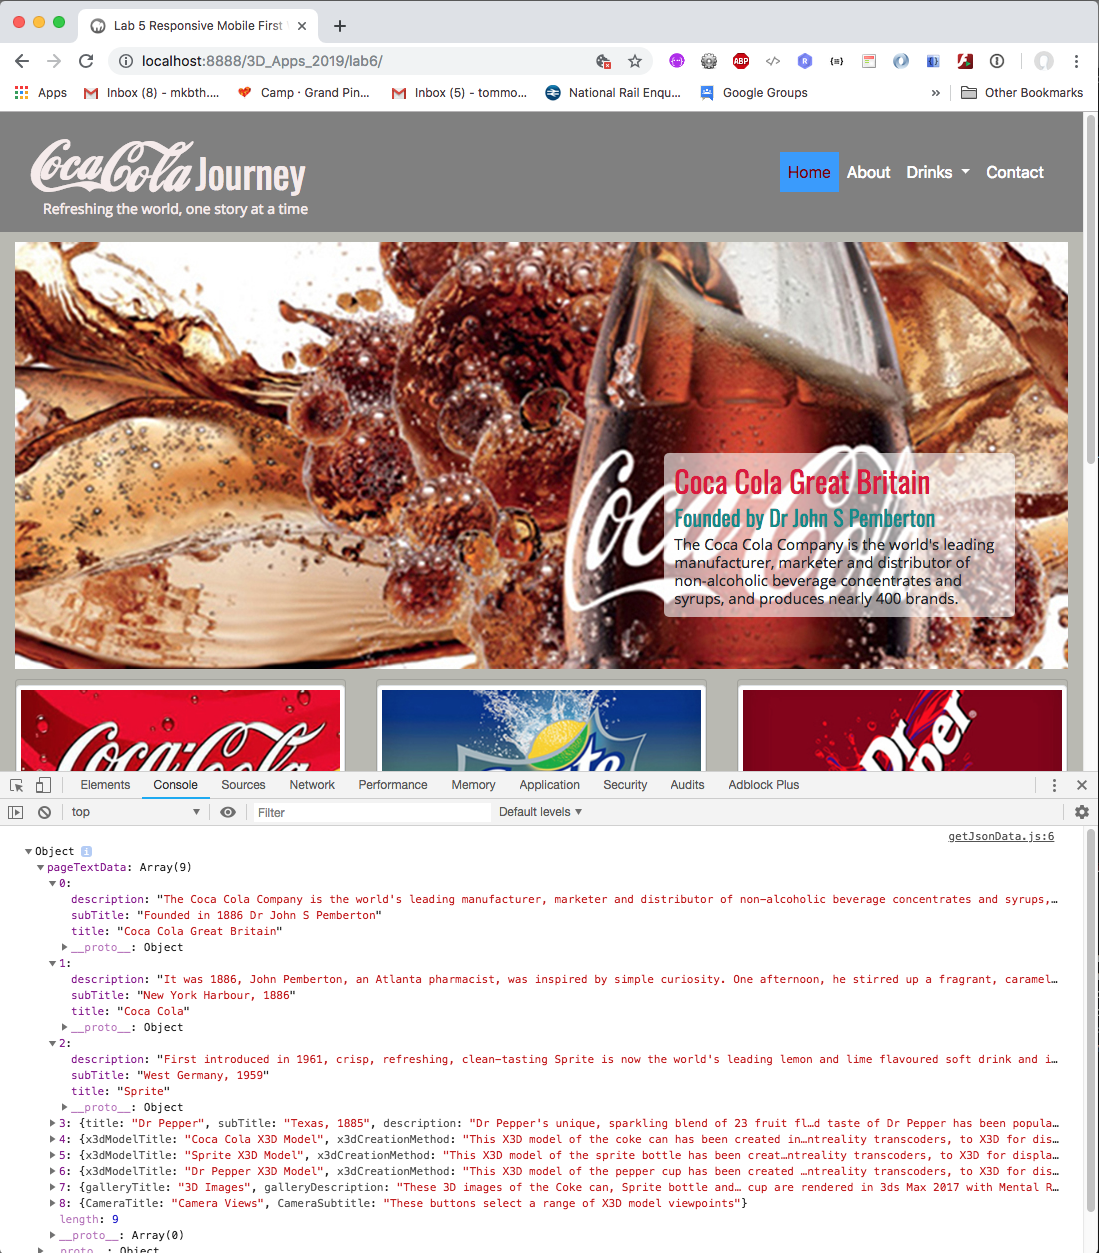 Lab 5 Responsive Mobile First
localhost:8888/3D_Apps_2019/lab6/
ABP
Apps
Inbox (8) - mkbth....
Camp · Grand Pin...
Inbox (5) - tommo...
National Rail Enqu...
Google Groups
»
Other Bookmarks
Coca Cola Journey
Refreshing the world, one story at a time
Home
About
Drinks
Contact
Coca Cola Great Britain
Founded by Dr John S Pemberton
The Coca Cola Company is the world's leading
manufacturer, marketer and distributor of
non-alcoholic beverage concentrates and
syrups, and produces nearly 400 brands.
Coca-Cola
Sprite
Dr Pepper
Elements
Console
Sources
Network
Performance
Memory
Application
Security
Audits
Adblock Plus
top
Filter
Default levels
getJsonData.js:6
Object
pageTextData: Array(9)
0:
description: "The Coca Cola Company is the world's leading manufacturer, marketer and distributor of non-alcoholic beverage concentrates and syrups,…
subTitle: "Founded in 1886 Dr John S Pemberton"
title: "Coca Cola Great Britain"
__proto__: Object
1:
description: "It was 1886, John Pemberton, an Atlanta pharmacist, was inspired by simple curiosity. One afternoon, he stirred up a fragrant, caramel…
subTitle: "New York Harbour, 1886"
title: "Coca Cola"
__proto__: Object
2:
description: "First introduced in 1961, crisp, refreshing, clean-tasting Sprite is now the world's leading lemon and lime flavoured soft drink and i…
subTitle: "West Germany, 1959"
title: "Sprite"
__proto__: Object
3: {title: "Dr Pepper", subTitle: "Texas, 1885", description: "Dr Pepper's unique, sparkling blend of 23 fruit fl…d taste of Dr Pepper has been popula…
4: {x3dModelTitle: "Coca Cola X3D Model", x3dCreationMethod: "This X3D model of the coke can has been created in…ntreality transcoders, to X3D for dis…
5: {x3dModelTitle: "Sprite X3D Model", x3dCreationMethod: "This X3D model of the sprite bottle has been creat…ntreality transcoders, to X3D for displa…
6: {x3dModelTitle: "Dr Pepper X3D Model", x3dCreationMethod: "This X3D model of the pepper cup has been created …ntreality transcoders, to X3D for dis…
7: {galleryTitle: "3D Images", galleryDescription: "These 3D images of the Coke can, Sprite bottle and… cup are rendered in 3ds Max 2017 with Mental R…
8: {CameraTitle: "Camera Views", CameraSubtitle: "These buttons select a range of X3D model viewpoints"}
length: 9
__proto__: Array(0)
__proto__: Object